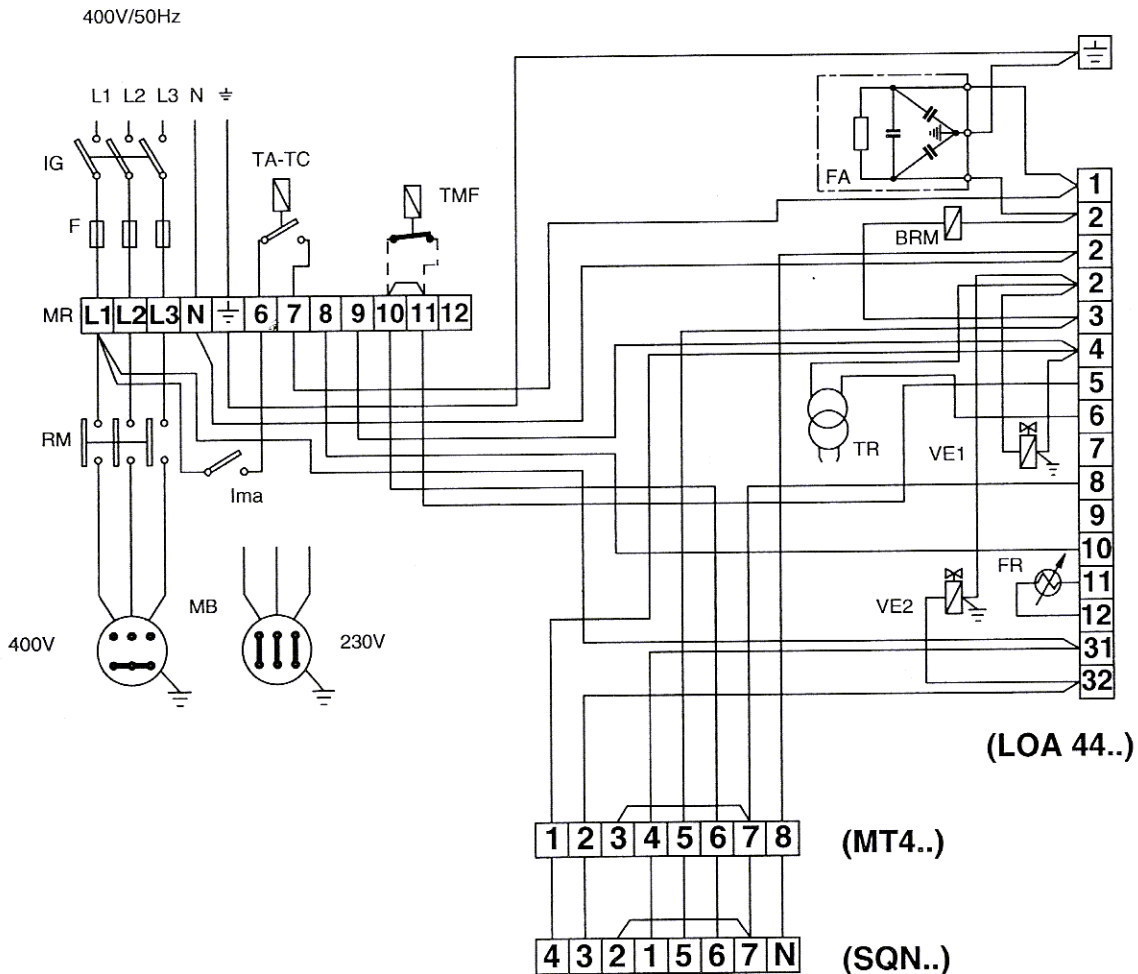 400V/50Hz
L1 L2 L3 N
IG
TA-TC
TMF
F
FA
BRM
MR L1 L2 L3 N 6 7 8 9 10 11 12
1
2
2
2
3
4
5
6
7
8
9
10
11
12
31
32
RM
Ima
TR
VE1
FR
VE2
MB
400V
230V
(LOA 44..)
1 2 3 4 5 6 7 8 (MT4..)
4 3 2 1 5 6 7 N (SQN..)